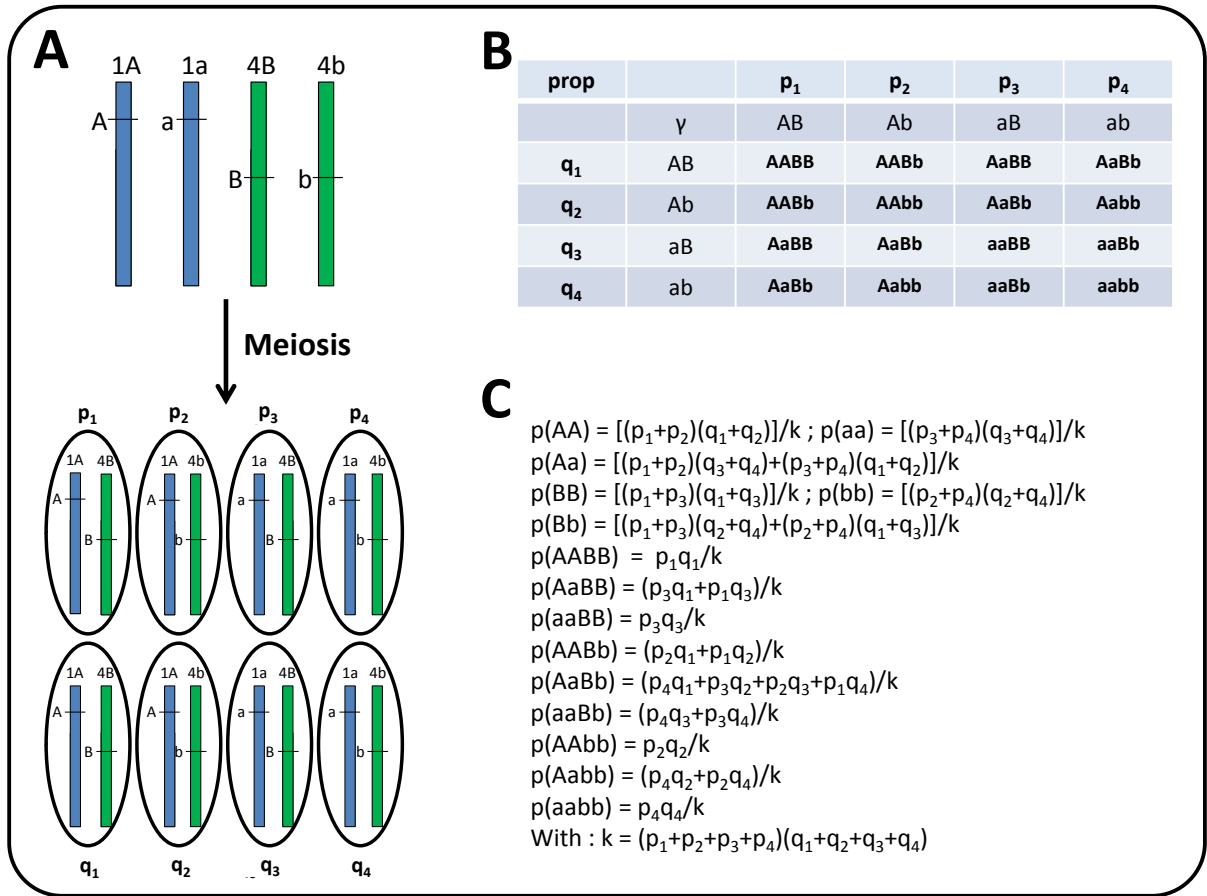 A
1A 1a 4B 4b
A a B b
Meiosis
p₁ p₂ p₃ p₄
1A 4B 1A 4b 1a 4B 1a 4b
A A a a
B b B b
1A 4B 1A 4b 1a 4B 1a 4b
A A a a
B b B b
q₁ q₂ q₃ q₄
B
prop p₁ p₂ p₃ p₄
γ AB Ab aB ab
q₁ AB AABB AABb AaBB AaBb
q₂ Ab AABb AAbb AaBb Aabb
q₃ aB AaBB AaBb aaBB aaBb
q₄ ab AaBb Aabb aaBb aabb
C
p(AA) = [(p₁+p₂)(q₁+q₂)]/k ; p(aa) = [(p₃+p₄)(q₃+q₄)]/k
p(Aa) = [(p₁+p₂)(q₃+q₄)+(p₃+p₄)(q₁+q₂)]/k
p(BB) = [(p₁+p₃)(q₁+q₃)]/k ; p(bb) = [(p₂+p₄)(q₂+q₄)]/k
p(Bb) = [(p₁+p₃)(q₂+q₄)+(p₂+p₄)(q₁+q₃)]/k
p(AABB) = p₁q₁/k
p(AaBB) = (p₃q₁+p₁q₃)/k
p(aaBB) = p₃q₃/k
p(AABb) = (p₂q₁+p₁q₂)/k
p(AaBb) = (p₄q₁+p₃q₂+p₂q₃+p₁q₄)/k
p(aaBb) = (p₄q₃+p₃q₄)/k
p(AAbb) = p₂q₂/k
p(Aabb) = (p₄q₂+p₂q₄)/k
p(aabb) = p₄q₄/k
With : k = (p₁+p₂+p₃+p₄)(q₁+q₂+q₃+q₄)